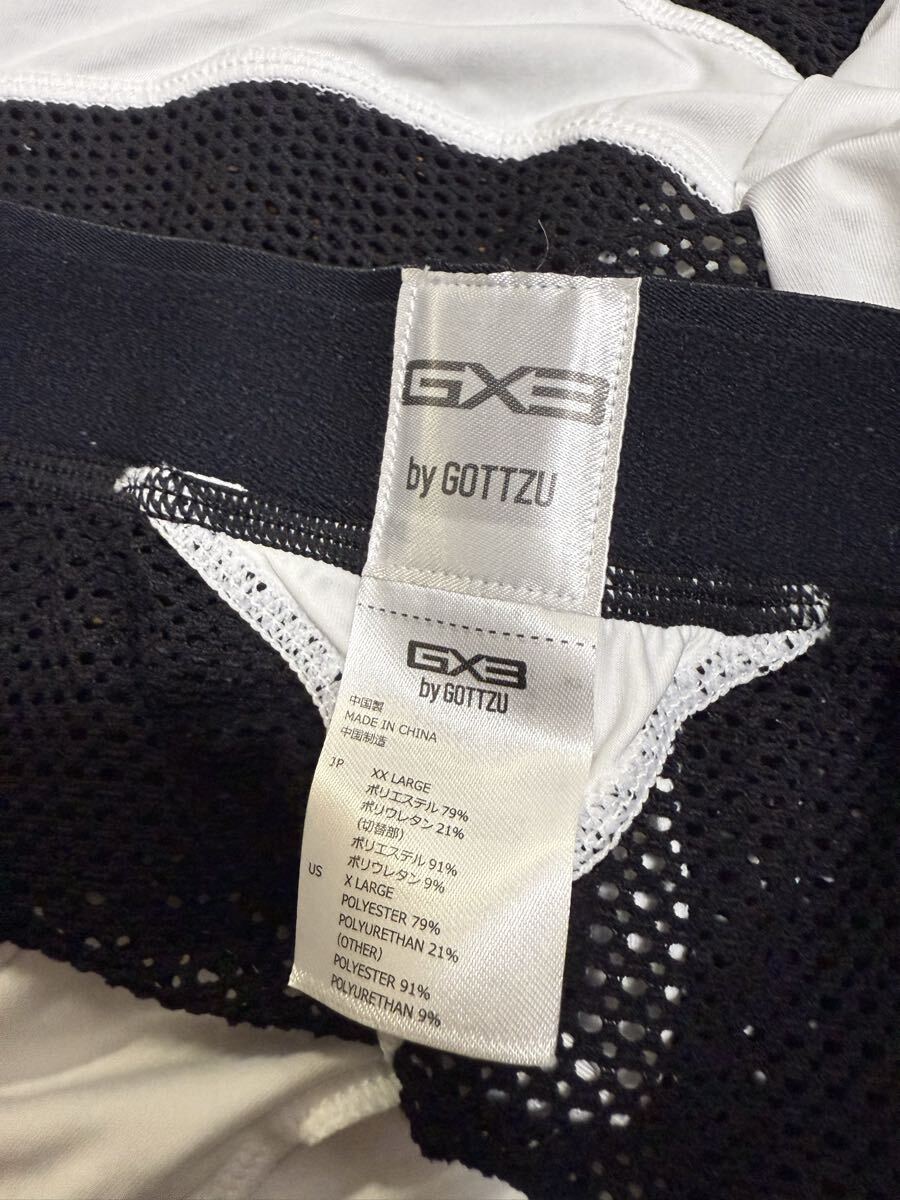 GX3
by GOTTZU
GX3
by GOTTZU
中国製
MADE IN CHINA
中国制造
JP
XX LARGE
ポリエステル 79%
ポリウレタン 21%
(切替部)
ポリエステル 91%
ポリウレタン 9%
US
X LARGE
POLYESTER 79%
POLYURETHAN 21%
(OTHER)
POLYESTER 91%
POLYURETHAN 9%